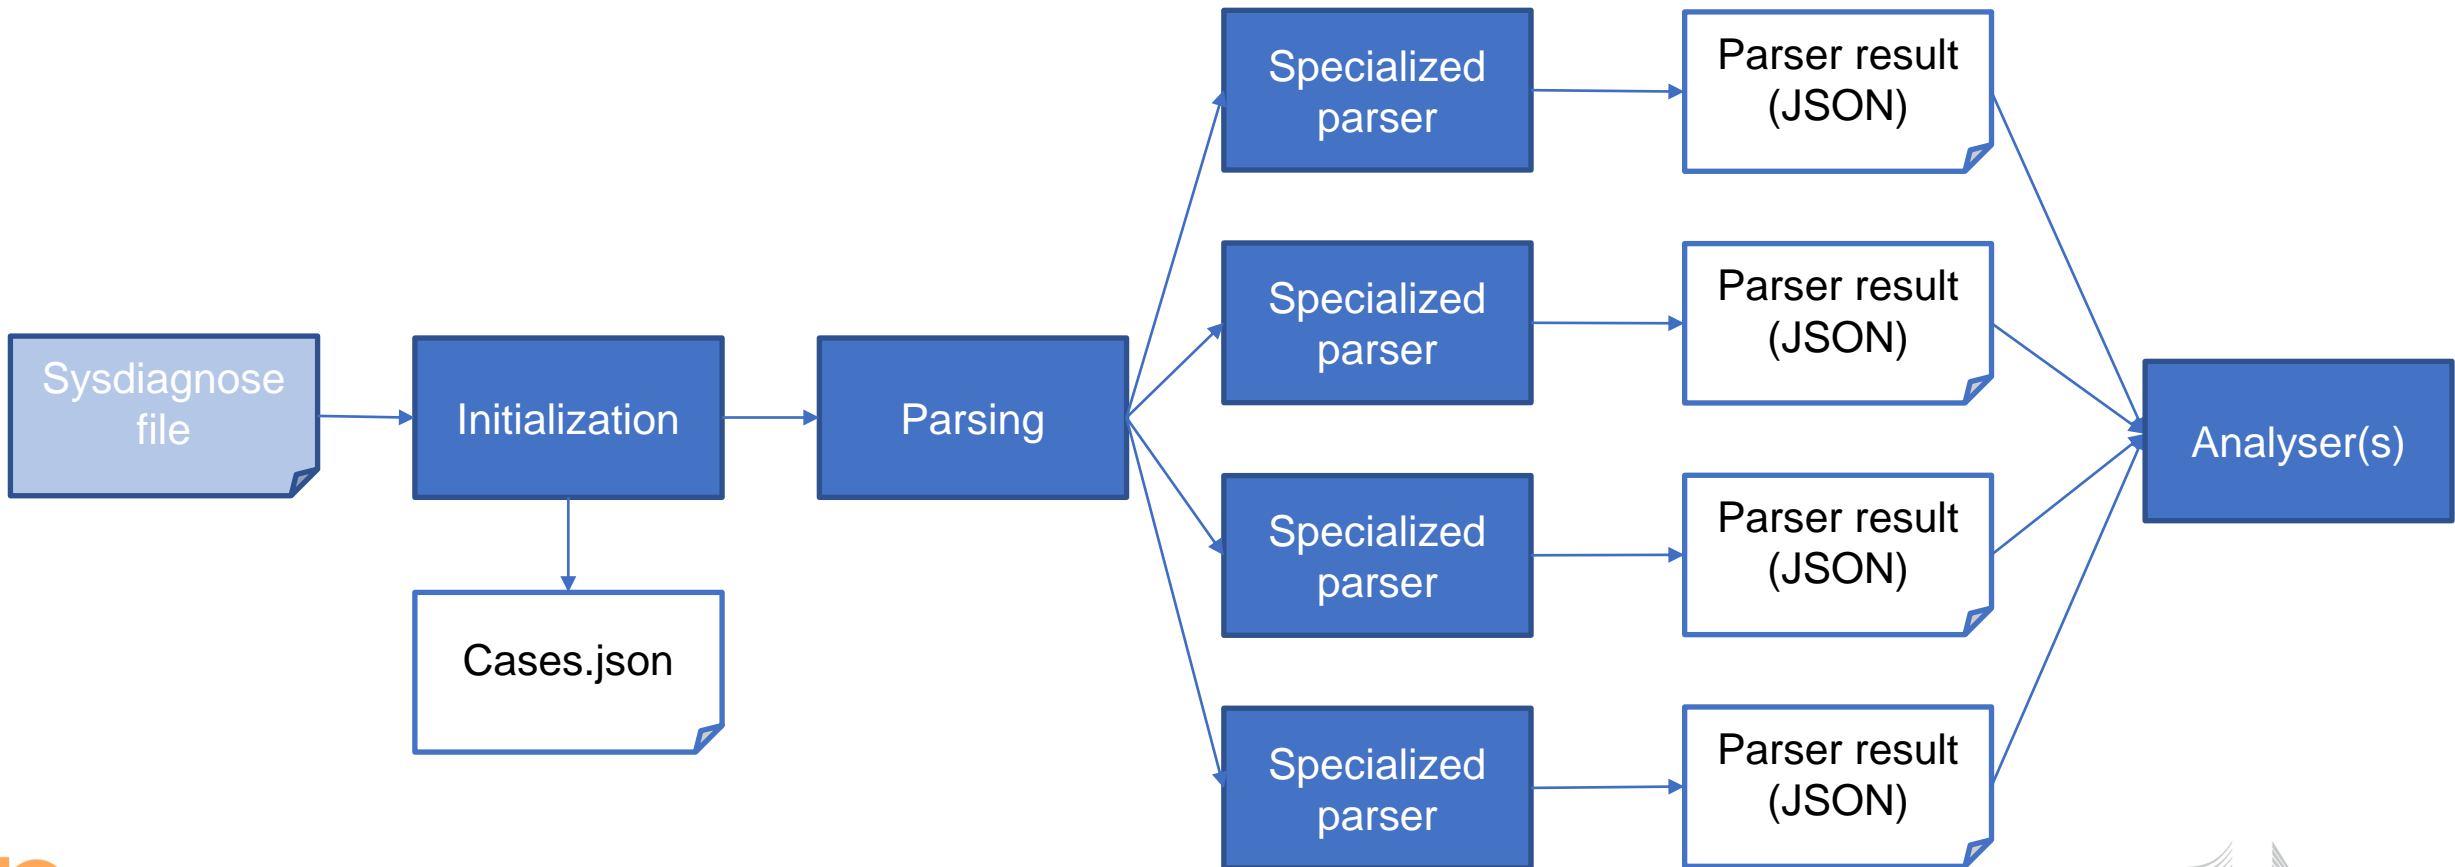 Sysdiagnose
file
Initialization
Cases.json
Parsing
Specialized
parser
Parser result
(JSON)
Specialized
parser
Parser result
(JSON)
Specialized
parser
Parser result
(JSON)
Specialized
parser
Parser result
(JSON)
Analyser(s)